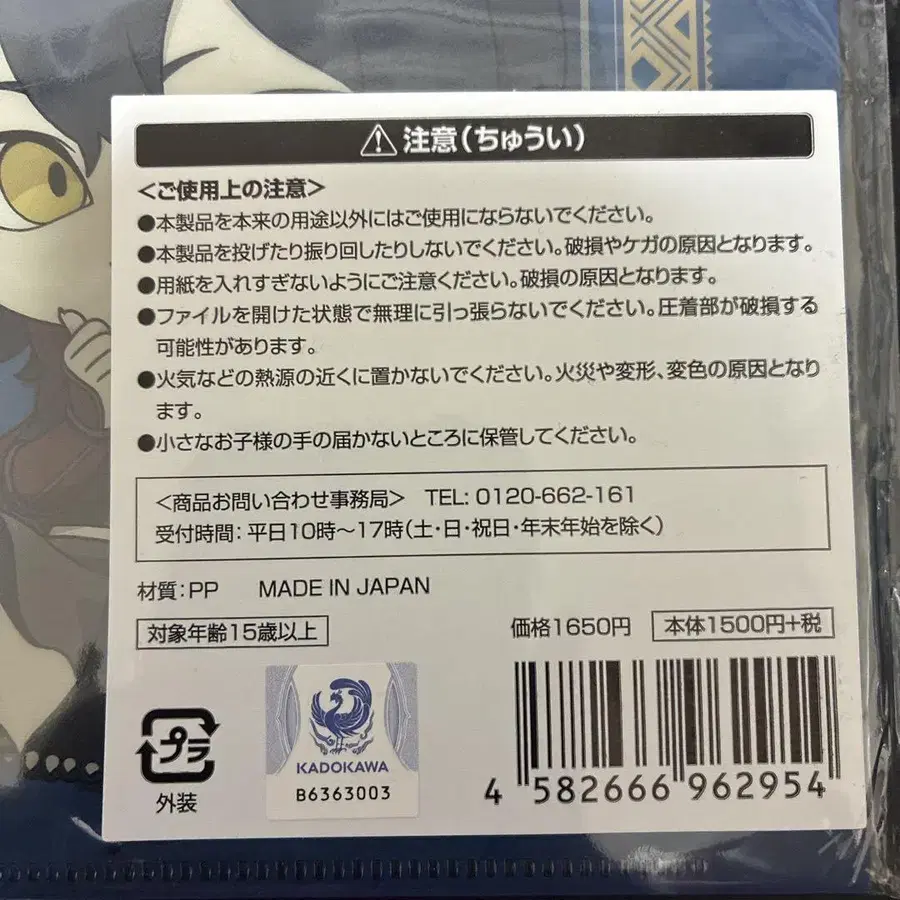 注意(ちゅうい)
<ご使用上の注意>
●本製品を本来の用途以外にはご使用にならないでください。
●本製品を投げたり振り回したりしないでください。破損やケガの原因となります。
●用紙を入れすぎないようにご注意ください。破損の原因となります。
●ファイルを開けた状態で無理に引っ張らないでください。圧着部が破損する
可能性があります。
●火気などの熱源の近くに置かないでください。火災や変形、変色の原因となり
ます。
●小さなお子様の手の届かないところに保管してください。
<商品お問い合わせ事務局> TEL: 0120-662-161
受付時間: 平日10時〜17時(土・日・祝日・年末年始を除く)
材質:PP MADE IN JAPAN
対象年齢15歳以上 価格1650円 本体1500円+税
プラ
外装
KADOKAWA
B6363003
4 582666 962954